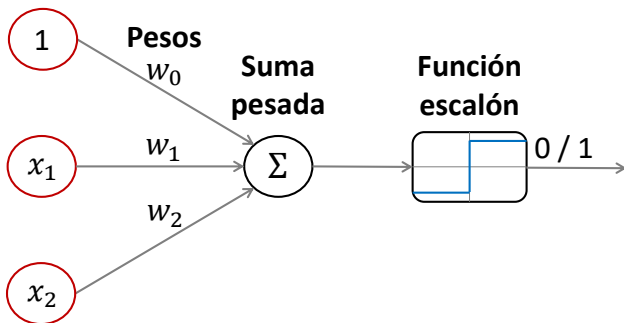 1
Pesos
w₀
Suma
pesada
Función
escalón
x₁
w₁
Σ
0 / 1
w₂
x₂